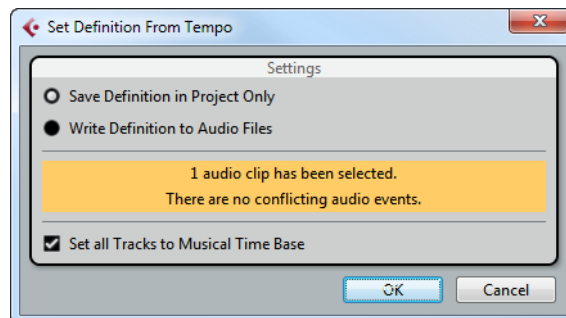 Set Definition From Tempo
Settings
Save Definition in Project Only
Write Definition to Audio Files
1 audio clip has been selected.
There are no conflicting audio events.
Set all Tracks to Musical Time Base
OK
Cancel